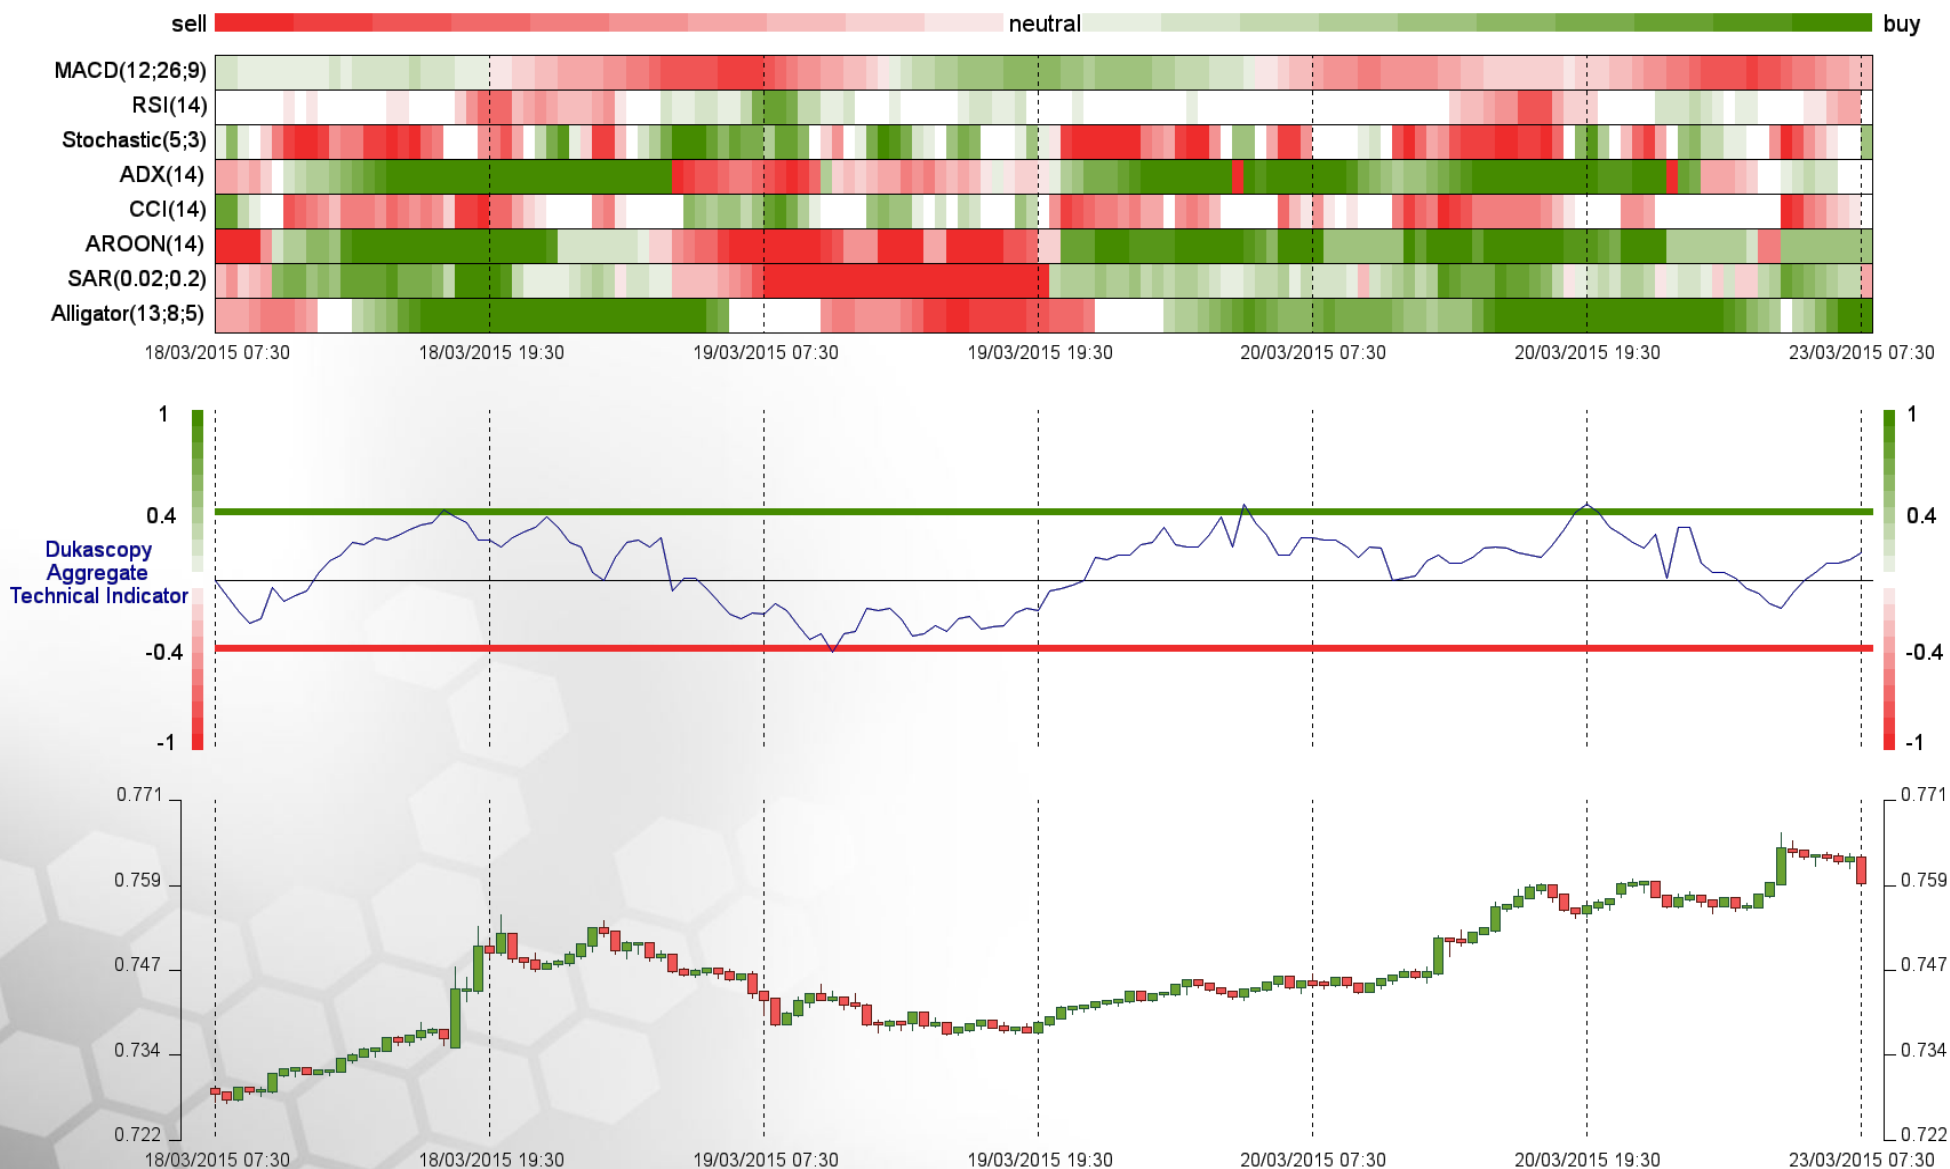 sell neutral buy
MACD(12;26;9)
RSI(14)
Stochastic(5;3)
ADX(14)
CCI(14)
AROON(14)
SAR(0.02;0.2)
Alligator(13;8;5)
18/03/2015 07:30 18/03/2015 19:30 19/03/2015 07:30 19/03/2015 19:30 20/03/2015 07:30 20/03/2015 19:30 23/03/2015 07:30
1 1
0.4 0.4
Dukascopy
Aggregate
Technical Indicator
-0.4 -0.4
-1 -1
0.771 0.771
0.759 0.759
0.747 0.747
0.734 0.734
0.722 0.722
18/03/2015 07:30 18/03/2015 19:30 19/03/2015 07:30 19/03/2015 19:30 20/03/2015 07:30 20/03/2015 19:30 23/03/2015 07:30